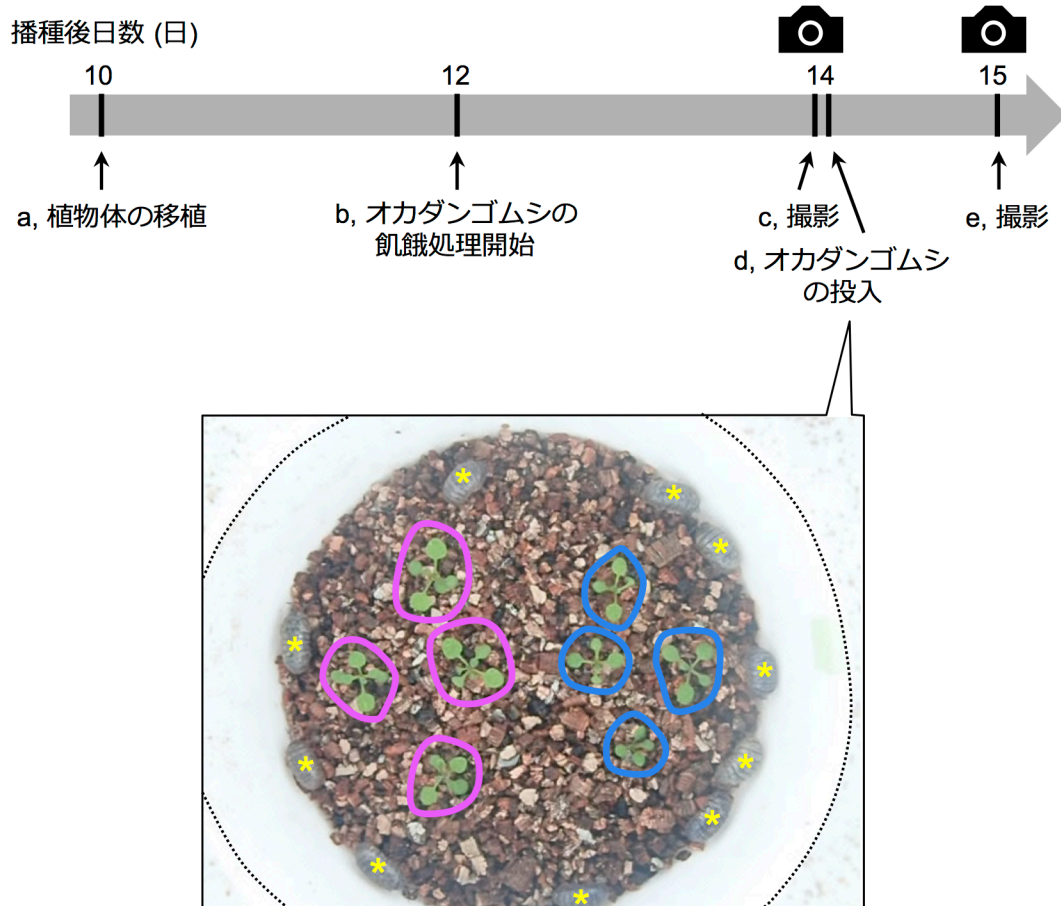 播種後日数 (日)
10
12
14
15
a, 植物体の移植
b, オカダンゴムシの
飢餓処理開始
c, 撮影
d, オカダンゴムシ
の投入
e, 撮影
*
*
*
*
*
*
*
*
*
*